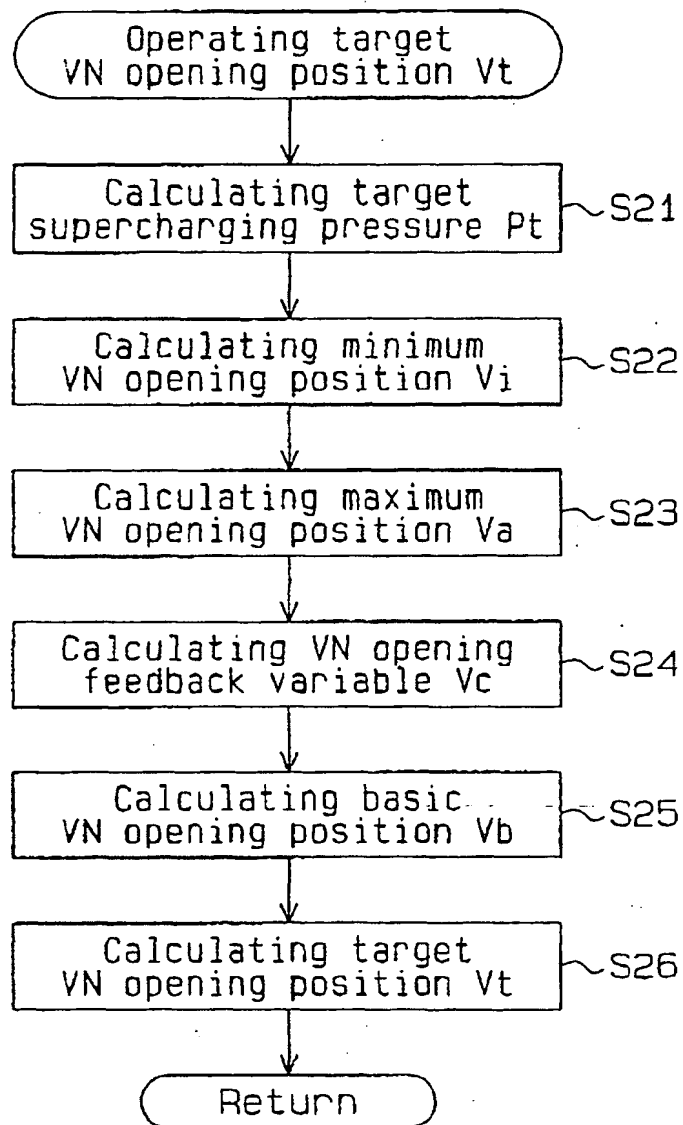 Operating target
VN opening position Vt
Calculating target
supercharging pressure Pt
S21
Calculating minimum
VN opening position Vi
S22
Calculating maximum
VN opening position Va
S23
Calculating VN opening
feedback variable Vc
S24
Calculating basic
VN opening position Vb
S25
Calculating target
VN opening position Vt
S26
Return